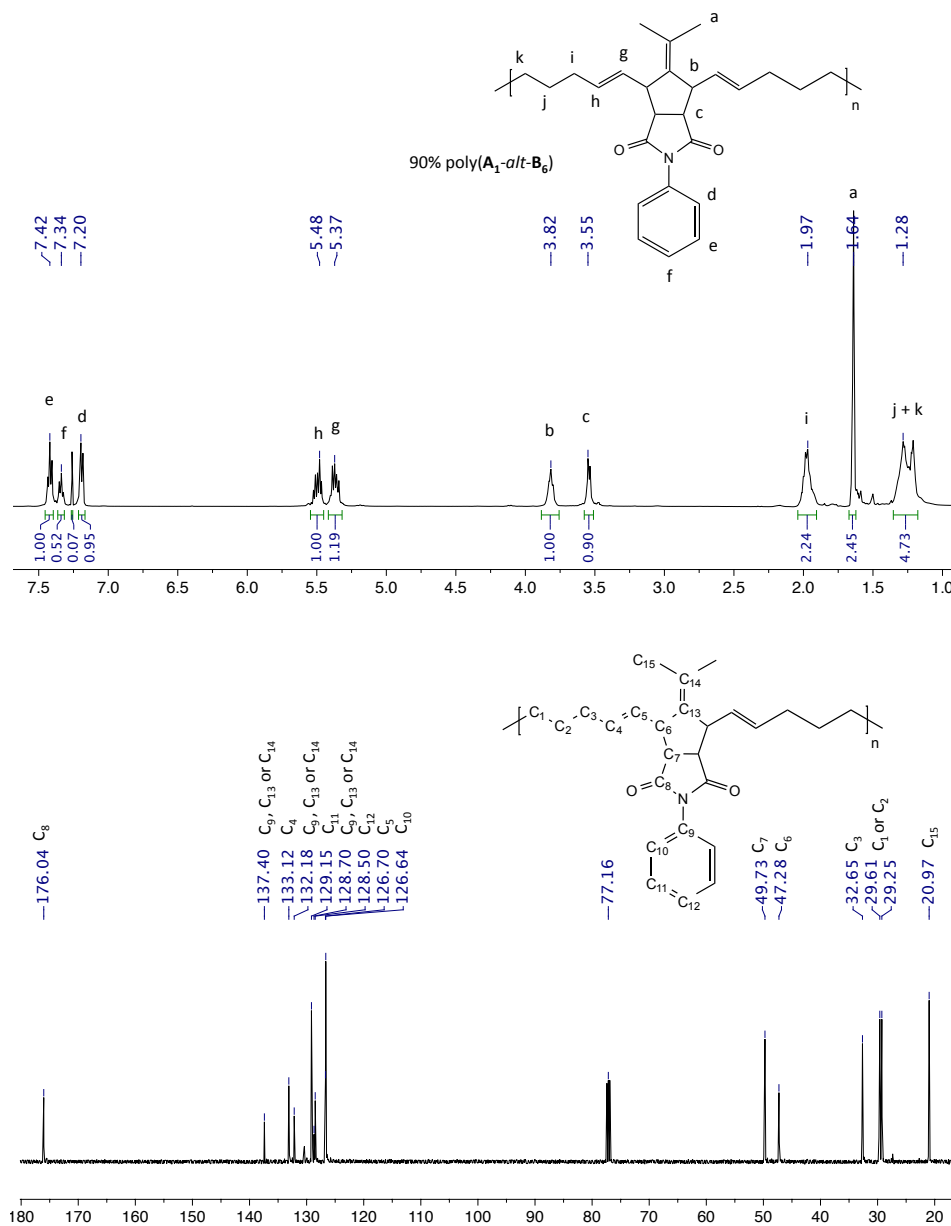 a
k i g b
j h c
n
O N O
90% poly(A₁-alt-B₆)
d
e
f
7.42 7.34 7.20 5.48 5.37 3.82 3.55 1.97 1.64 1.28
a
e f d h g b c i j + k
1.00 0.52 0.07 0.95 1.00 1.19 1.00 0.90 2.24 2.45 4.73
7.5 7.0 6.5 6.0 5.5 5.0 4.5 4.0 3.5 3.0 2.5 2.0 1.5 1.0
C₁₅
C₁₄
C₁ C₃ C₅ C₁₃
C₂ C₄ C₆
n
C₇
O C₈ O
N
C₉
C₁₀
C₁₁
C₁₂
176.04 C₈
137.40 C₉, C₁₃ or C₁₄
133.12 C₄
132.18 C₉, C₁₃ or C₁₄
129.15 C₁₁
128.70 C₉, C₁₃ or C₁₄
128.50 C₁₂
126.70 C₅
126.64 C₁₀
77.16
49.73 C₇
47.28 C₆
32.65 C₃
29.61 C₁ or C₂
29.25
20.97 C₁₅
180 170 160 150 140 130 120 110 100 90 80 70 60 50 40 30 20